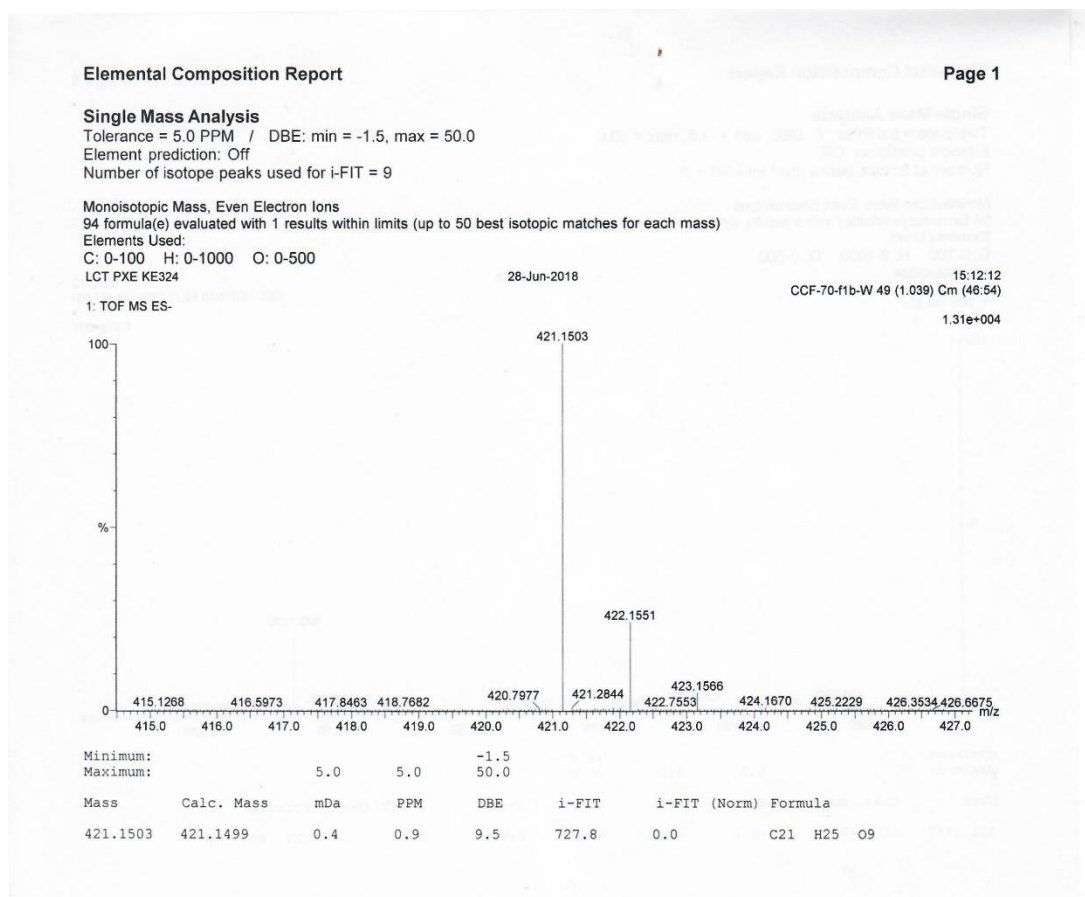 Elemental Composition Report Page 1
Single Mass Analysis
Tolerance = 5.0 PPM / DBE: min = -1.5, max = 50.0
Element prediction: Off
Number of isotope peaks used for i-FIT = 9
Monoisotopic Mass, Even Electron Ions
94 formula(e) evaluated with 1 results within limits (up to 50 best isotopic matches for each mass)
Elements Used:
C: 0-100 H: 0-1000 O: 0-500
LCT PXE KE324 28-Jun-2018 15:12:12
CCF-70-f1b-W 49 (1.039) Cm (46:54)
1: TOF MS ES-
1.31e+004
421.1503
100
%
422.1551
423.1566
415.1268 416.5973 417.8463 418.7682 420.7977 421.2844 422.7553 424.1670 425.2229 426.3534 426.6675
0
m/z
415.0 416.0 417.0 418.0 419.0 420.0 421.0 422.0 423.0 424.0 425.0 426.0 427.0
Minimum: -1.5
Maximum: 5.0 5.0 50.0
Mass Calc. Mass mDa PPM DBE i-FIT i-FIT (Norm) Formula
421.1503 421.1499 0.4 0.9 9.5 727.8 0.0 C21 H25 O9